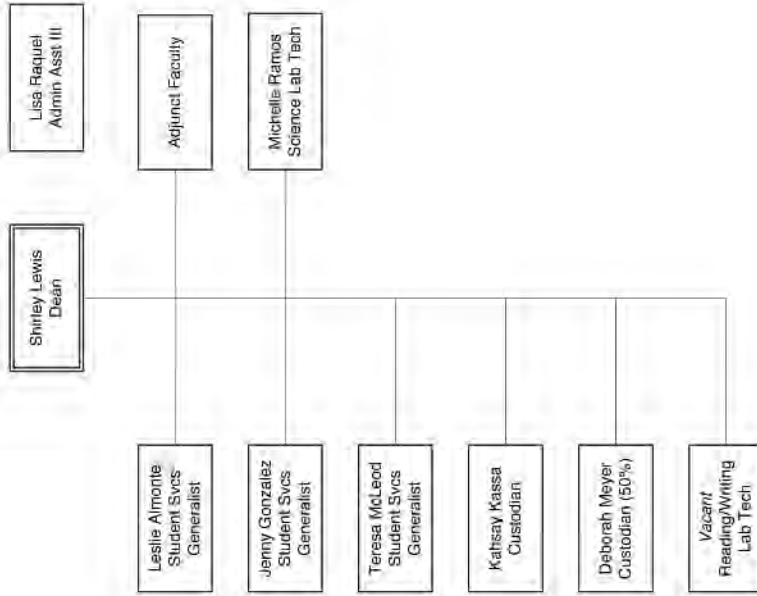 Shirley Lewis
Dean
Lisa Raquel
Admin Asst III
Leslie Almonte
Student Svcs
Generalist
Adjunct Faculty
Jenny Gonzalez
Student Svcs
Generalist
Michelle Ramos
Science Lab Tech
Teresa McLeod
Student Svcs
Generalist
Kahsay Kassa
Custodian
Deborah Meyer
Custodian (50%)
Vacant
Reading/Writing
Lab Tech